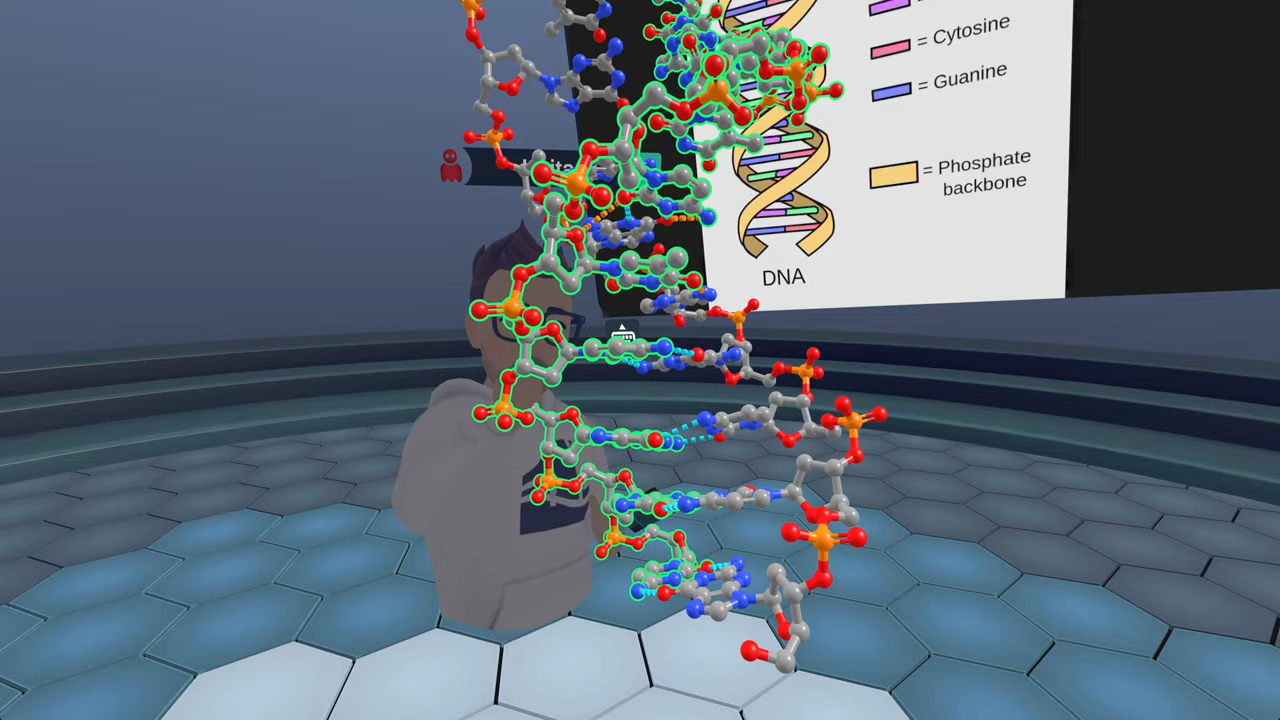 = Cytosine
= Guanine
= Phosphate
backbone
DNA